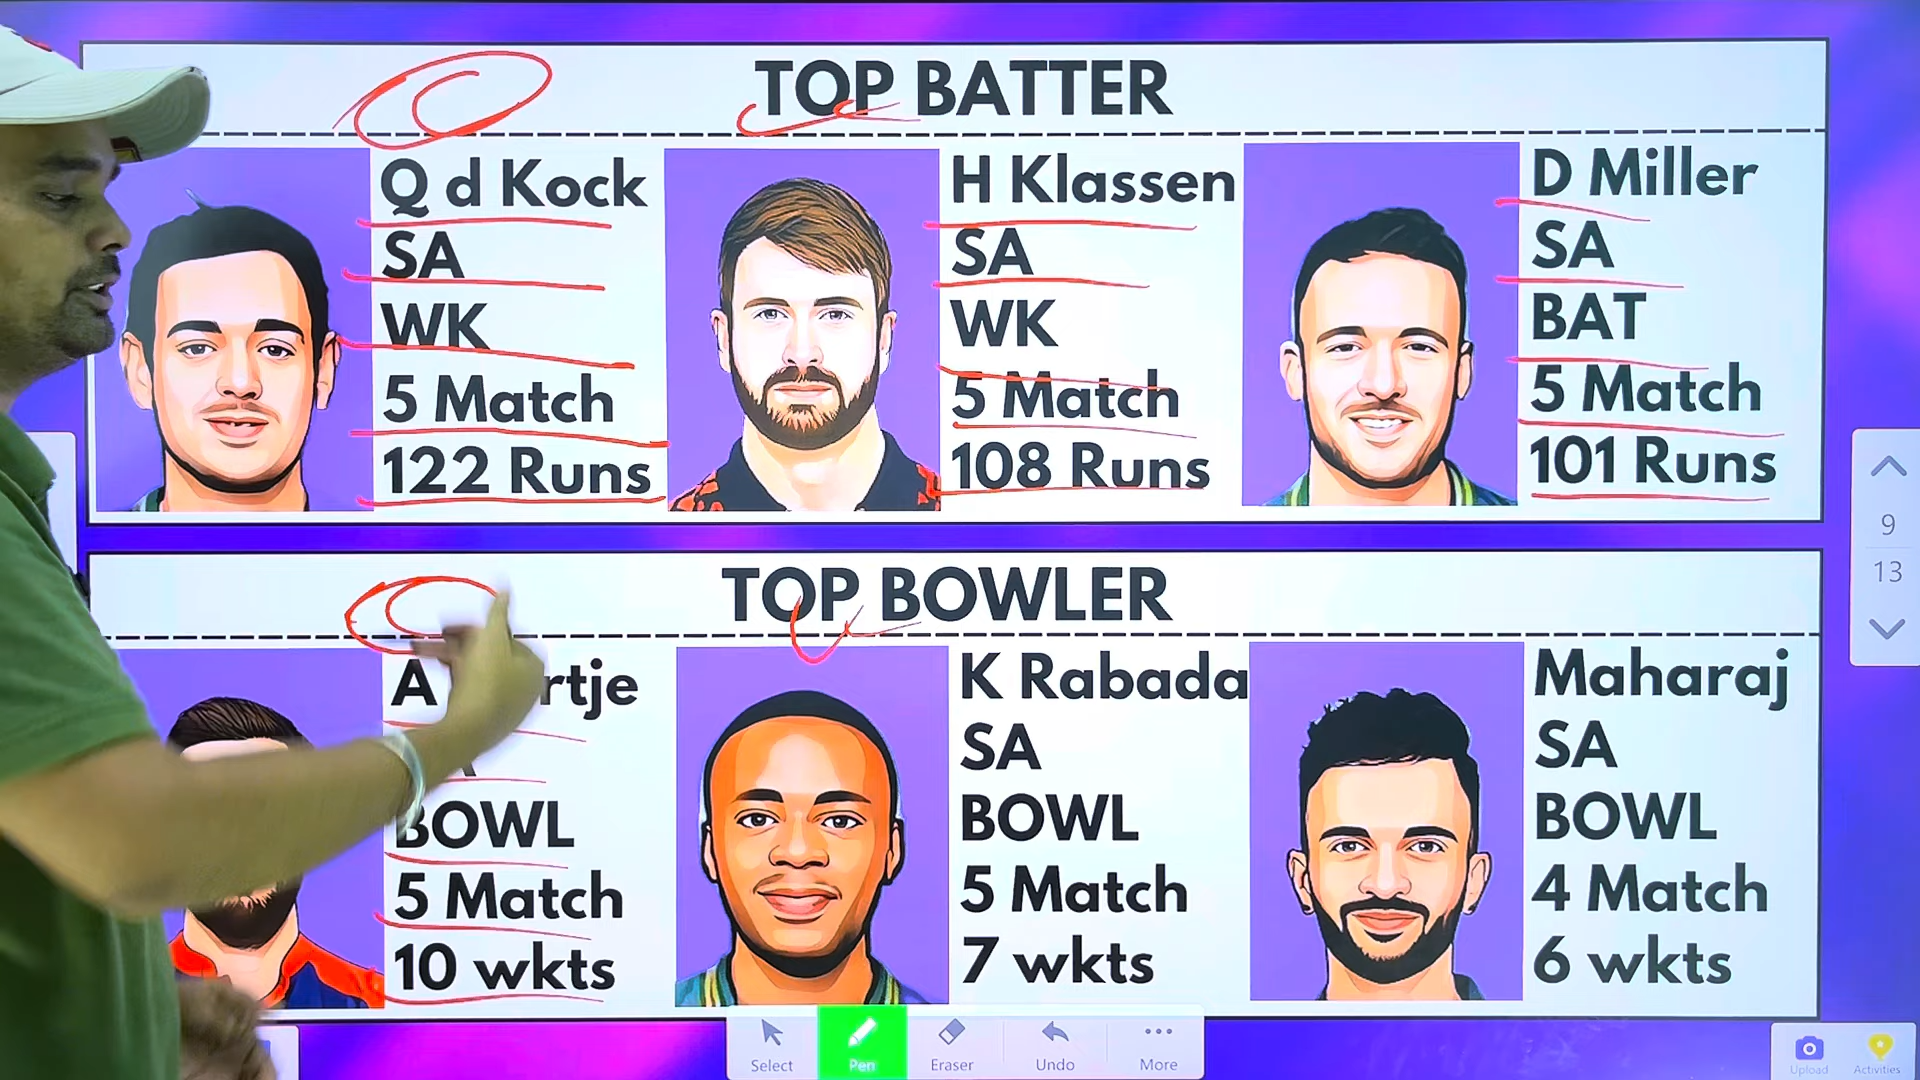 TOP BATTER
Q d Kock
SA
WK
5 Match
122 Runs
H Klassen
SA
WK
5 Match
108 Runs
D Miller
SA
BAT
5 Match
101 Runs
TOP BOWLER
A
BOWL
5 Match
10 wkts
K Rabada
SA
BOWL
5 Match
7 wkts
Maharaj
SA
BOWL
4 Match
6 wkts
9
13
Select
Pen
Eraser
Undo
More
Upload
Activities